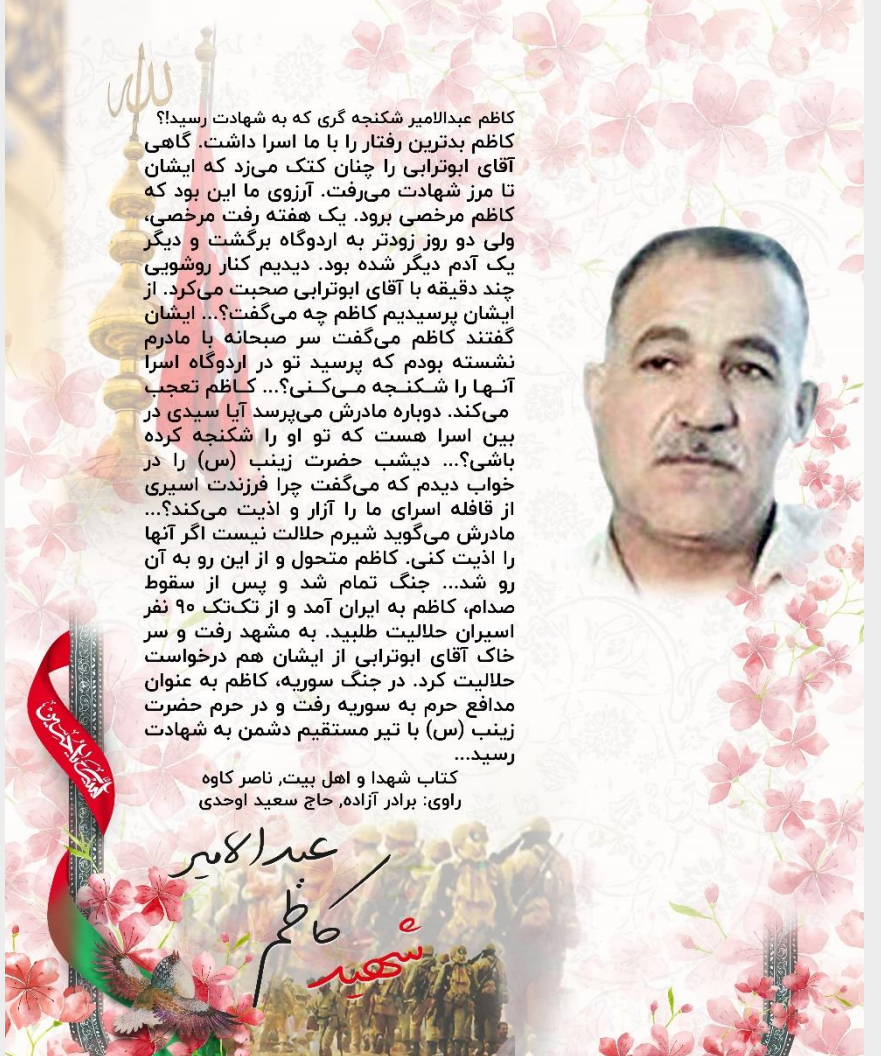 الله
کاظم عبدالامیر شکنجه گری که به شهادت رسید!؟
کاظم بدترین رفتار را با ما اسرا داشت. گاهی
آقای ابوترابی را چنان کتک می‌زد که ایشان
تا مرز شهادت می‌رفت. آرزوی ما این بود که
کاظم مرخصی برود. یک هفته رفت مرخصی،
ولی دو روز زودتر به اردوگاه برگشت و دیگر
یک آدم دیگر شده بود. دیدیم کنار روشویی
چند دقیقه با آقای ابوترابی صحبت می‌کرد. از
ایشان پرسیدیم کاظم چه می‌گفت؟... ایشان
گفتند کاظم می‌گفت سر صبحانه با مادرم
نشسته بودم که پرسید تو در اردوگاه اسرا
آنـها را شـکنـجه مـی‌کـنی؟... کـاظم تعجب
می‌کند. دوباره مادرش می‌پرسد آیا سیدی در
بین اسرا هست که تو او را شکنجه کرده
باشی؟... دیشب حضرت زینب (س) را در
خواب دیدم که می‌گفت چرا فرزندت اسیری
از قافله اسرای ما را آزار و اذیت می‌کند؟...
مادرش می‌گوید شیرم حلالت نیست اگر آنها
را اذیت کنی. کاظم متحول و از این رو به آن
رو شد... جنگ تمام شد و پس از سقوط
صدام، کاظم به ایران آمد و از تک‌تک ۹۰ نفر
اسیران حلالیت طلبید. به مشهد رفت و سر
خاک آقای ابوترابی از ایشان هم درخواست
حلالیت کرد. در جنگ سوریه، کاظم به عنوان
مدافع حرم به سوریه رفت و در حرم حضرت
زینب (س) با تیر مستقیم دشمن به شهادت
رسید...
کتاب شهدا و اهل بیت, ناصر کاوه
راوی: برادر آزاده, حاج سعید اوحدی
عبدالامیر
کاظم
شهید